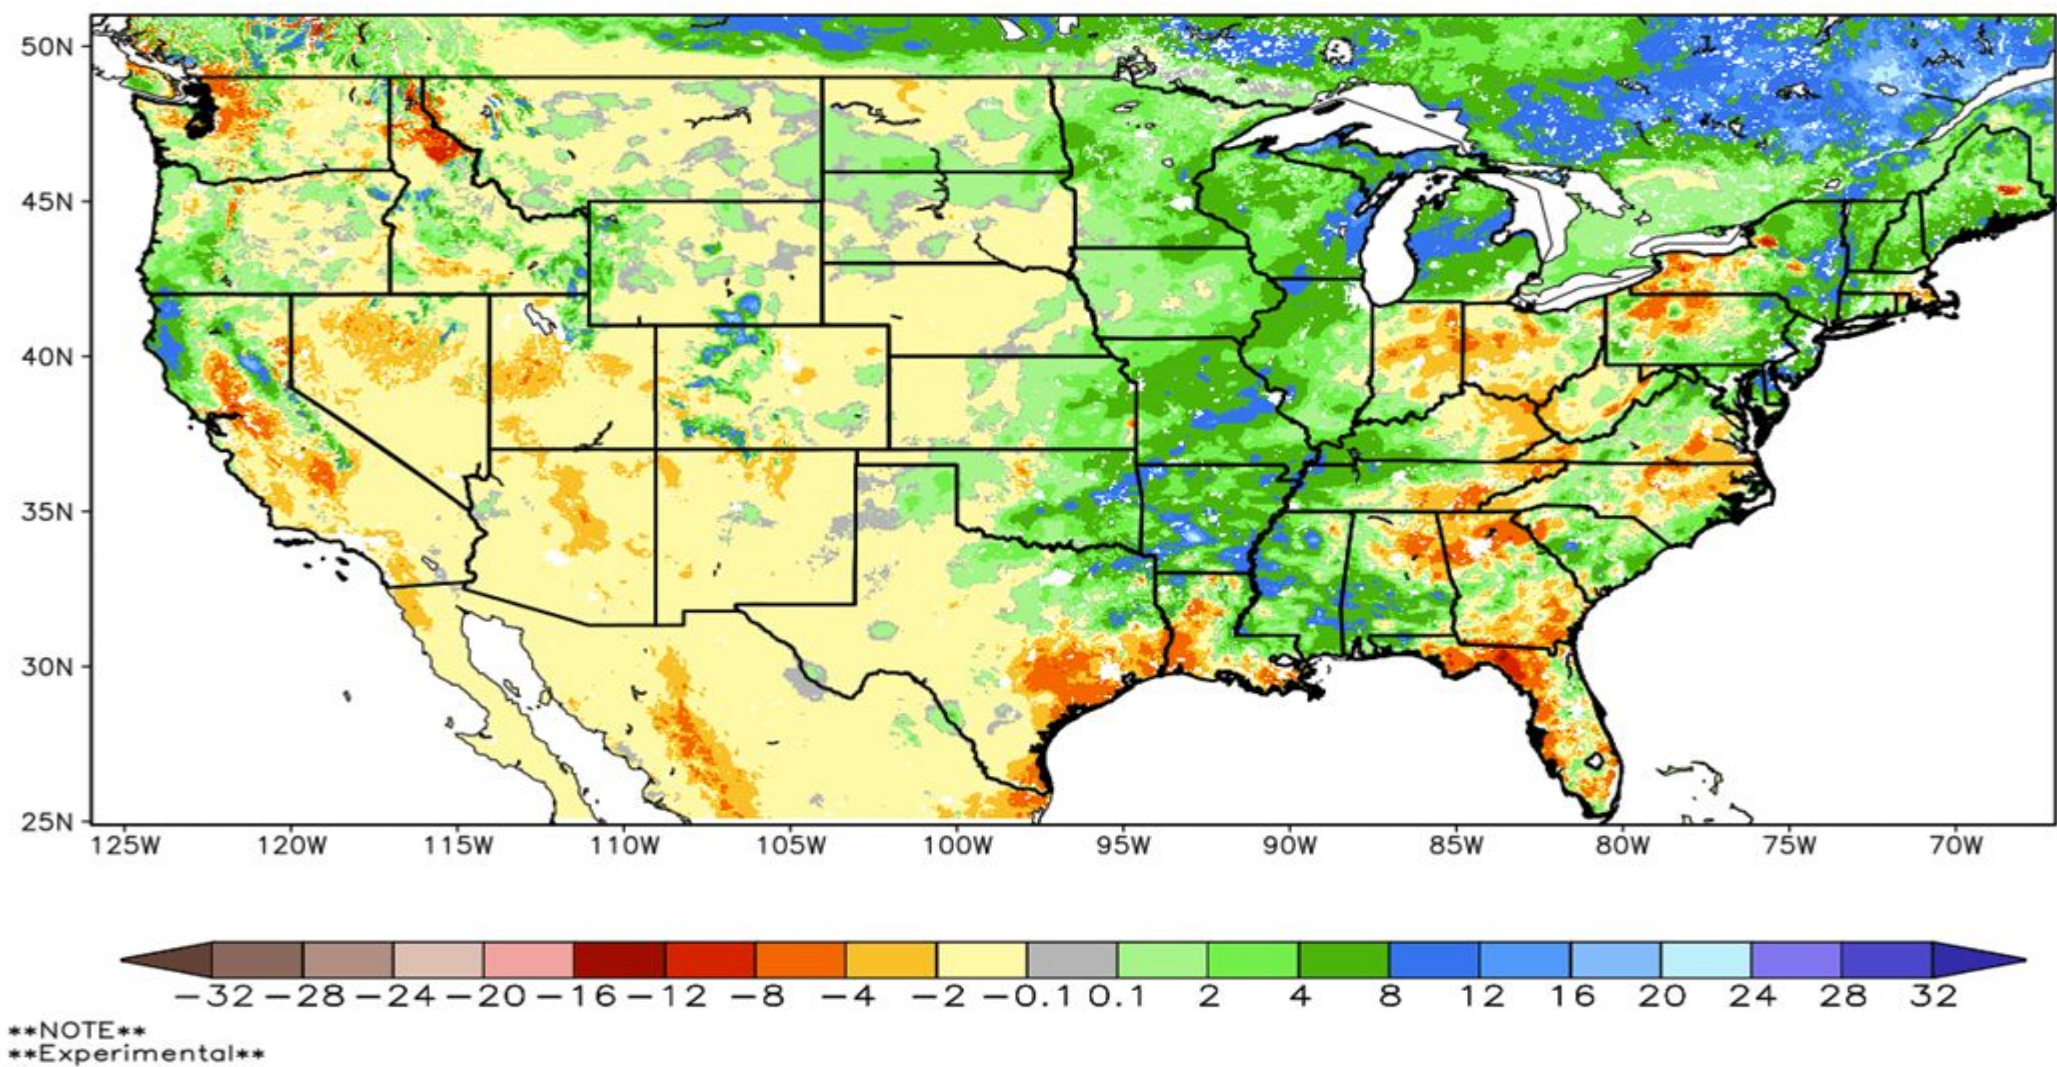 50N
45N
40N
35N
30N
25N
125W 120W 115W 110W 105W 100W 95W 90W 85W 80W 75W 70W
−32 −28 −24 −20 −16 −12 −8 −4 −2 −0.1 0.1 2 4 8 12 16 20 24 28 32
**NOTE**
**Experimental**